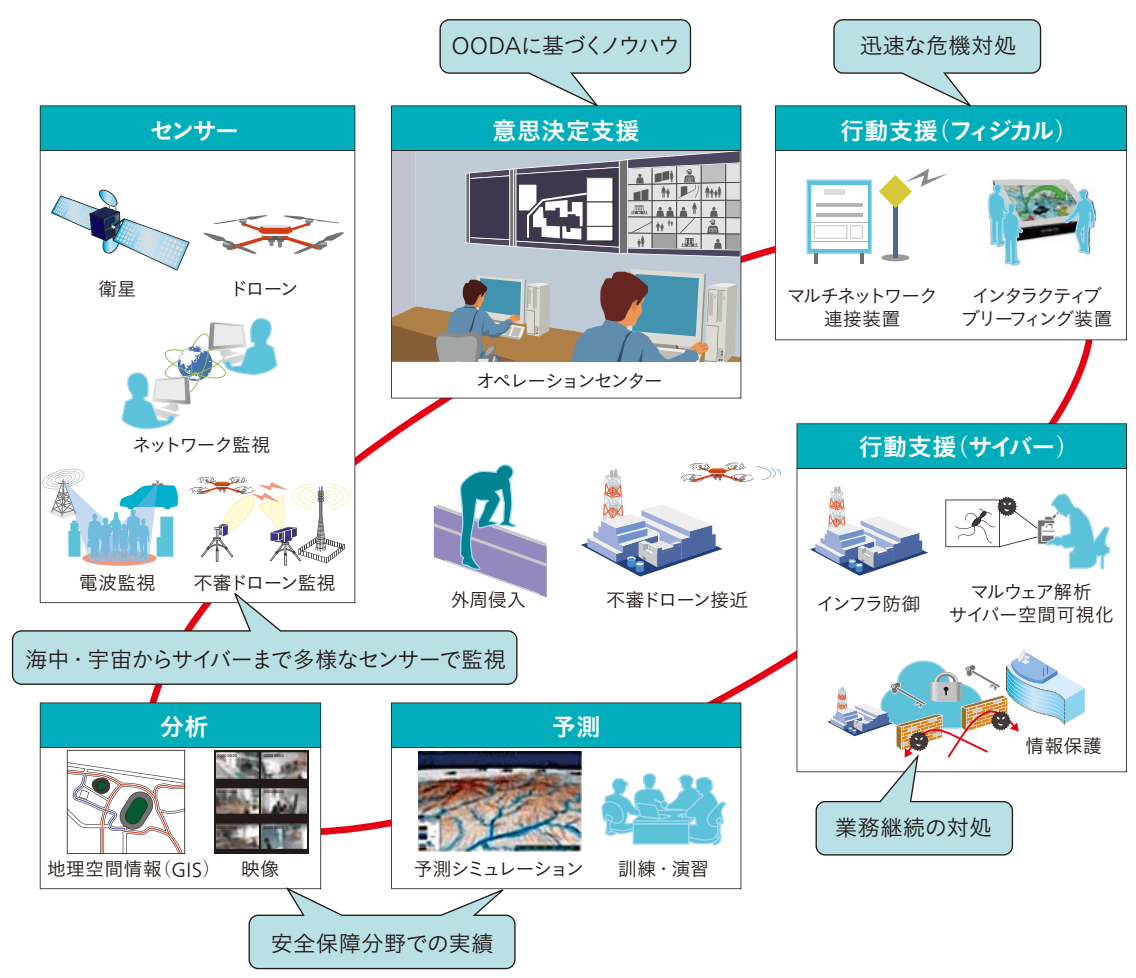 OODAに基づくノウハウ
迅速な危機対処
センサー
衛星
ドローン
ネットワーク監視
電波監視
不審ドローン監視
海中・宇宙からサイバーまで多様なセンサーで監視
意思決定支援
オペレーションセンター
行動支援(フィジカル)
マルチネットワーク
連接装置
インタラクティブ
ブリーフィング装置
外周侵入
不審ドローン接近
行動支援(サイバー)
インフラ防御
マルウェア解析
サイバー空間可視化
情報保護
業務継続の対処
分析
地理空間情報(GIS)
映像
予測
予測シミュレーション
訓練・演習
安全保障分野での実績